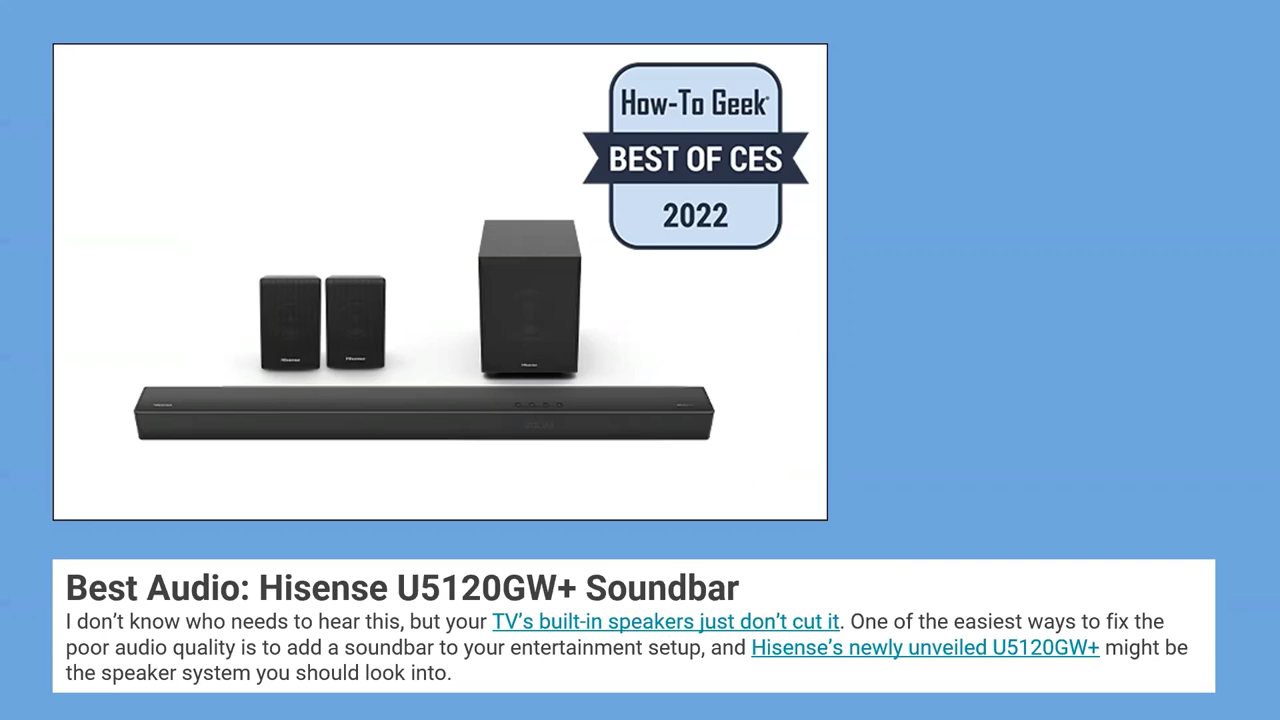 How-To Geek
BEST OF CES
2022
Hisense
Hisense
Hisense
Best Audio: Hisense U5120GW+ Soundbar
I don’t know who needs to hear this, but your TV’s built-in speakers just don’t cut it. One of the easiest ways to fix the
poor audio quality is to add a soundbar to your entertainment setup, and Hisense’s newly unveiled U5120GW+ might be
the speaker system you should look into.